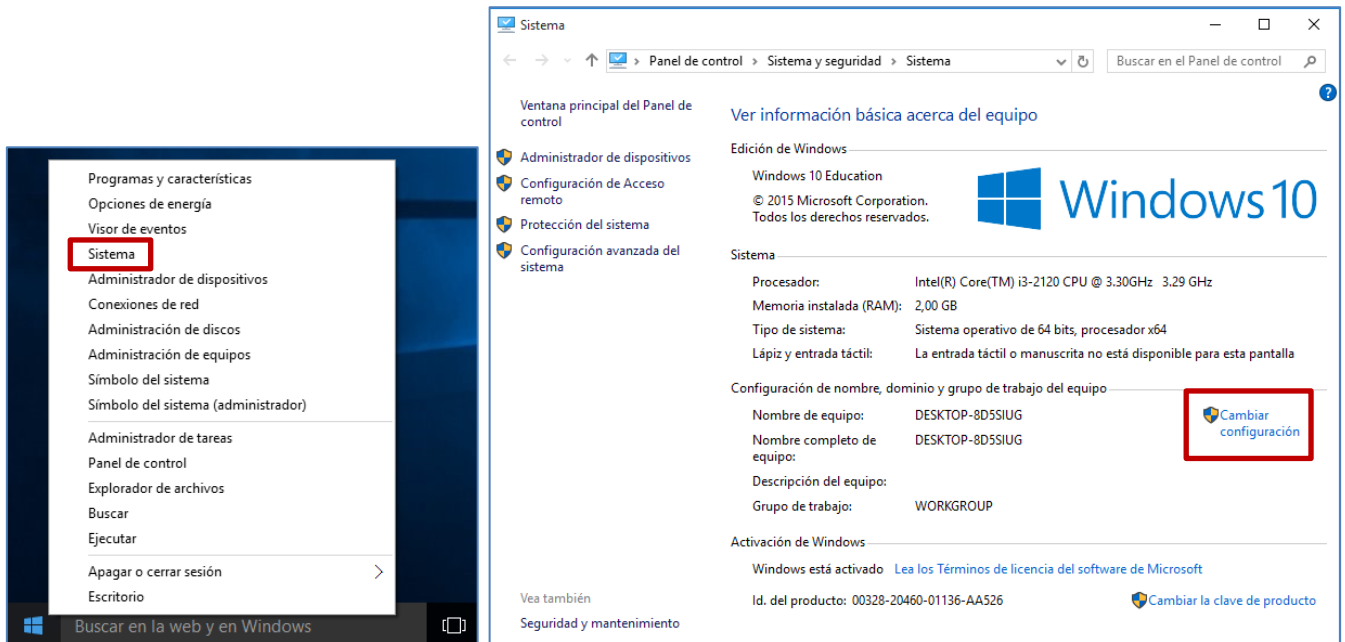 Programas y características
Opciones de energía
Visor de eventos
Sistema
Administrador de dispositivos
Conexiones de red
Administración de discos
Administración de equipos
Símbolo del sistema
Símbolo del sistema (administrador)
Administrador de tareas
Panel de control
Explorador de archivos
Buscar
Ejecutar
Apagar o cerrar sesión
Escritorio
Buscar en la web y en Windows
Sistema
Panel de control > Sistema y seguridad > Sistema
Buscar en el Panel de control
Ventana principal del Panel de
control
Administrador de dispositivos
Configuración de Acceso
remoto
Protección del sistema
Configuración avanzada del
sistema
Vea también
Seguridad y mantenimiento
Ver información básica acerca del equipo
Edición de Windows
Windows 10 Education
© 2015 Microsoft Corporation.
Todos los derechos reservados.
Windows 10
Sistema
Procesador: Intel(R) Core(TM) i3-2120 CPU @ 3.30GHz 3.29 GHz
Memoria instalada (RAM): 2,00 GB
Tipo de sistema: Sistema operativo de 64 bits, procesador x64
Lápiz y entrada táctil: La entrada táctil o manuscrita no está disponible para esta pantalla
Configuración de nombre, dominio y grupo de trabajo del equipo
Nombre de equipo: DESKTOP-8D5SIUG
Cambiar
configuración
Nombre completo de DESKTOP-8D5SIUG
equipo:
Descripción del equipo:
Grupo de trabajo: WORKGROUP
Activación de Windows
Windows está activado Lea los Términos de licencia del software de Microsoft
Id. del producto: 00328-20460-01136-AA526 Cambiar la clave de producto